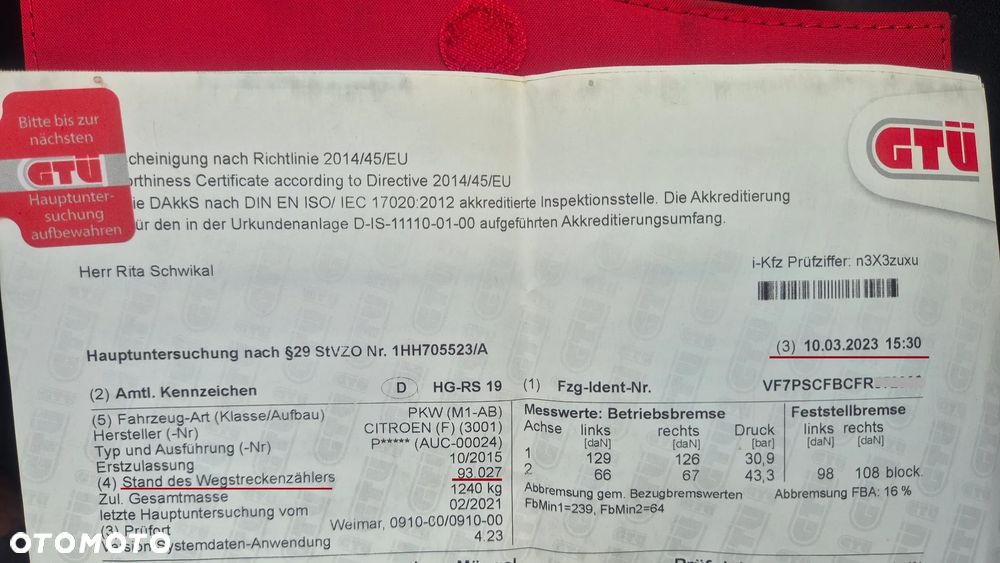 Bitte bis zur
nächsten
GTÜ
Hauptunter-
suchung
aufbewahren
GTÜ
cheinigung nach Richtlinie 2014/45/EU
orthiness Certificate according to Directive 2014/45/EU
ie DAkkS nach DIN EN ISO/ IEC 17020:2012 akkreditierte Inspektionsstelle. Die Akkreditierung
ür den in der Urkundenanlage D-IS-11110-01-00 aufgeführten Akkreditierungsumfang.
Herr Rita Schwikal
i-Kfz Prüfziffer: n3X3zuxu
Hauptuntersuchung nach §29 StVZO Nr. 1HH705523/A
(3) 10.03.2023 15:30
(2) Amtl. Kennzeichen D HG-RS 19
(1) Fzg-Ident-Nr. VF7PSCFBCFR
(5) Fahrzeug-Art (Klasse/Aufbau) PKW (M1-AB)
Hersteller (-Nr) CITROEN (F) (3001)
Typ und Ausführung (-Nr) P***** (AUC-00024)
Erstzulassung 10/2015
(4) Stand des Wegstreckenzählers 93.027
Zul. Gesamtmasse 1240 kg
letzte Hauptuntersuchung vom 02/2021
(3) Prüfort Weimar, 0910-00/0910-00
Version Systemdaten-Anwendung 4.23
Messwerte: Betriebsbremse
Achse links rechts Druck
[daN] [daN] [bar]
1 129 126 30,9
2 66 67 43,3
Abbremsung gem. Bezugbremswerten
FbMin1=239, FbMin2=64
Feststellbremse
links rechts
[daN] [daN]
98 108 block.
Abbremsung FBA: 16 %
OTOMOTO